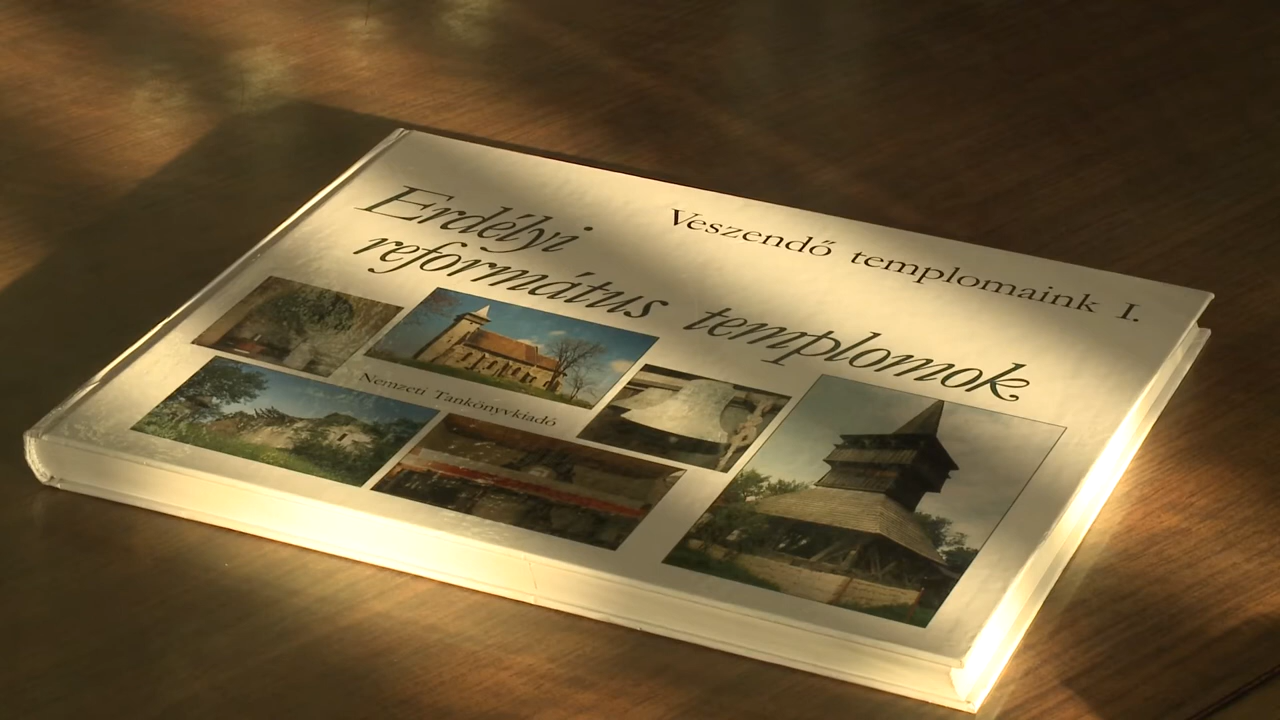 Veszendő templomaink I.
Erdélyi
református templomok
Nemzeti Tankönyvkiadó